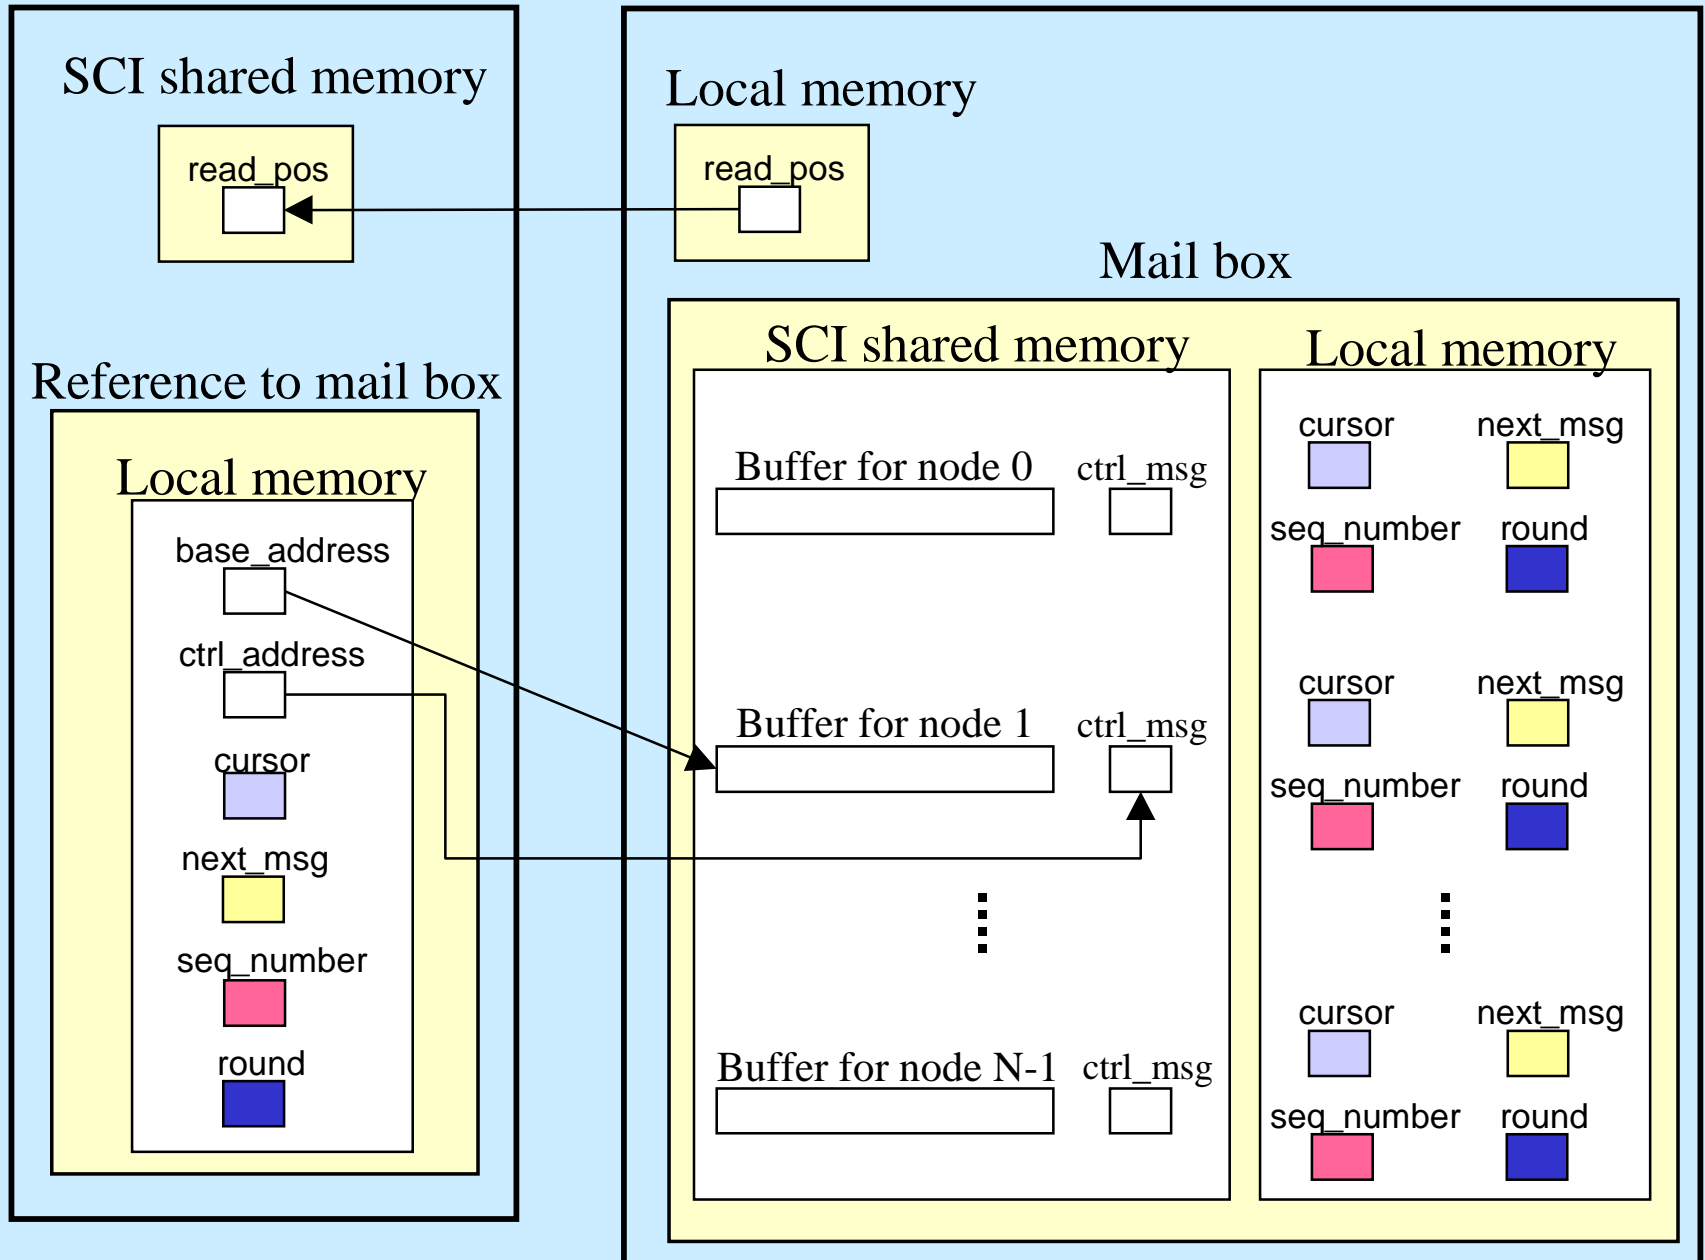 SCI shared memory
read_pos
Reference to mail box
Local memory
base_address
ctrl_address
cursor
next_msg
seq_number
round
Local memory
read_pos
Mail box
SCI shared memory
Buffer for node 0 ctrl_msg
Buffer for node 1 ctrl_msg
Buffer for node N-1 ctrl_msg
Local memory
cursor next_msg
seq_number round
cursor next_msg
seq_number round
cursor next_msg
seq_number round